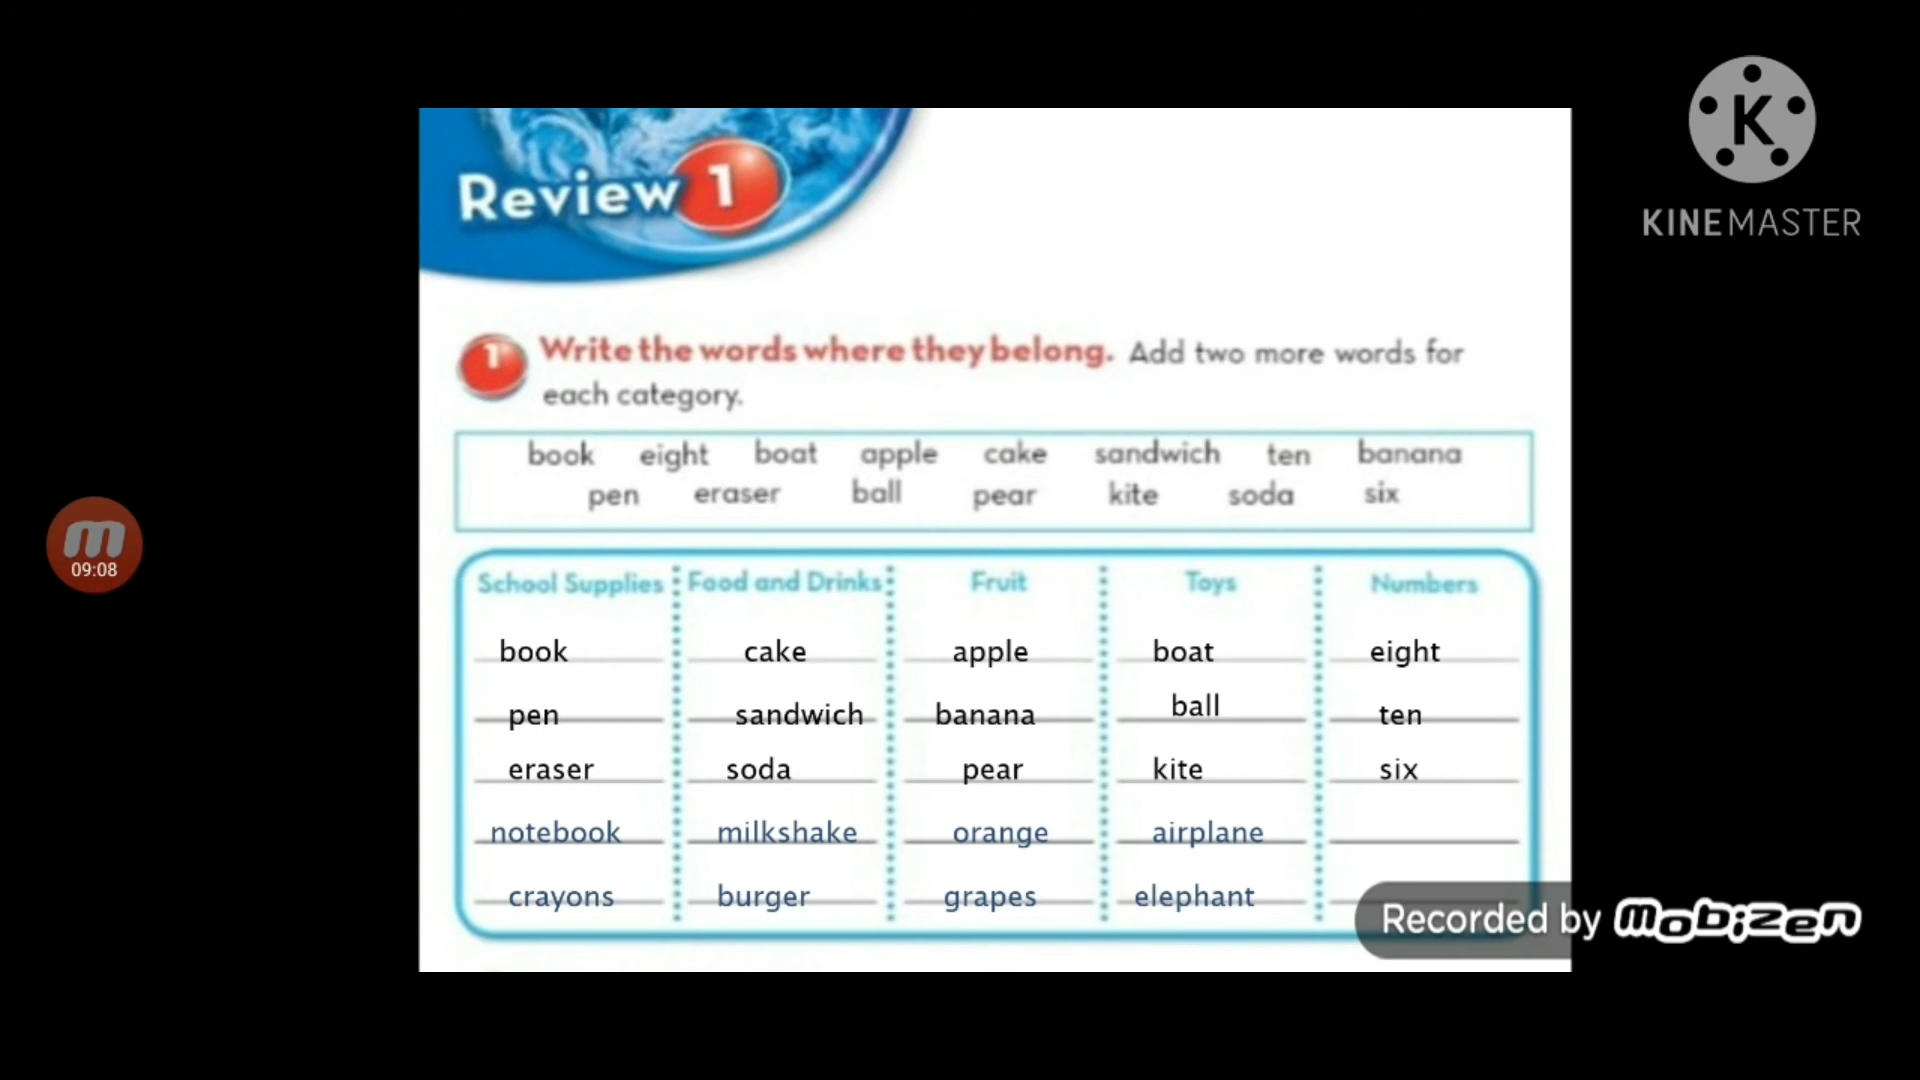 K
KINEMASTER
Review 1
1 Write the words where they belong. Add two more words for
each category.
book eight boat apple cake sandwich ten banana
pen eraser ball pear kite soda six
School Supplies Food and Drinks Fruit Toys Numbers
book cake apple boat eight
pen sandwich banana ball ten
eraser soda pear kite six
notebook milkshake orange airplane
crayons burger grapes elephant
m
09:08
Recorded by mobizen